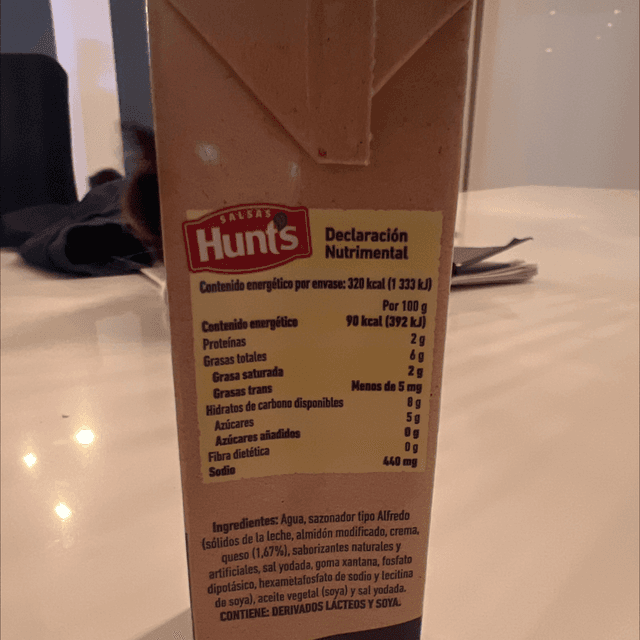 SALSAS
Hunt's
Declaración
Nutrimental
Contenido energético por envase: 320 kcal (1 333 kJ)
Por 100 g
Contenido energético 90 kcal (392 kJ)
Proteínas 2 g
Grasas totales 6 g
Grasa saturada 2 g
Grasas trans Menos de 5 mg
Hidratos de carbono disponibles 8 g
Azúcares 5 g
Azúcares añadidos 0 g
Fibra dietética 0 g
Sodio 440 mg
Ingredientes: Agua, sazonador tipo Alfredo
(sólidos de la leche, almidón modificado, crema,
queso (1,67%), saborizantes naturales y
artificiales, sal yodada, goma xantana, fosfato
dipotásico, hexametafosfato de sodio y lecitina
de soya), aceite vegetal (soya) y sal yodada.
CONTIENE: DERIVADOS LÁCTEOS Y SOYA.